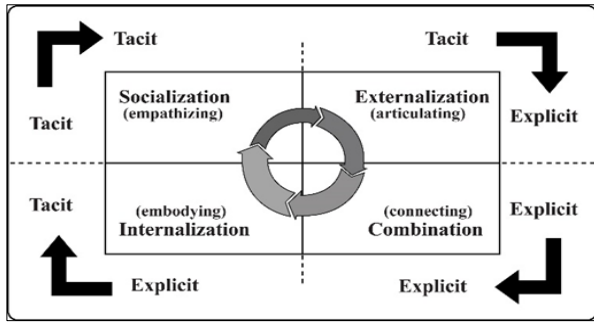 Tacit
Tacit
Socialization
(empathizing)
Tacit
Explicit
Externalization
(articulating)
Tacit
Explicit
(embodying)
Internalization
Explicit
Explicit
(connecting)
Combination